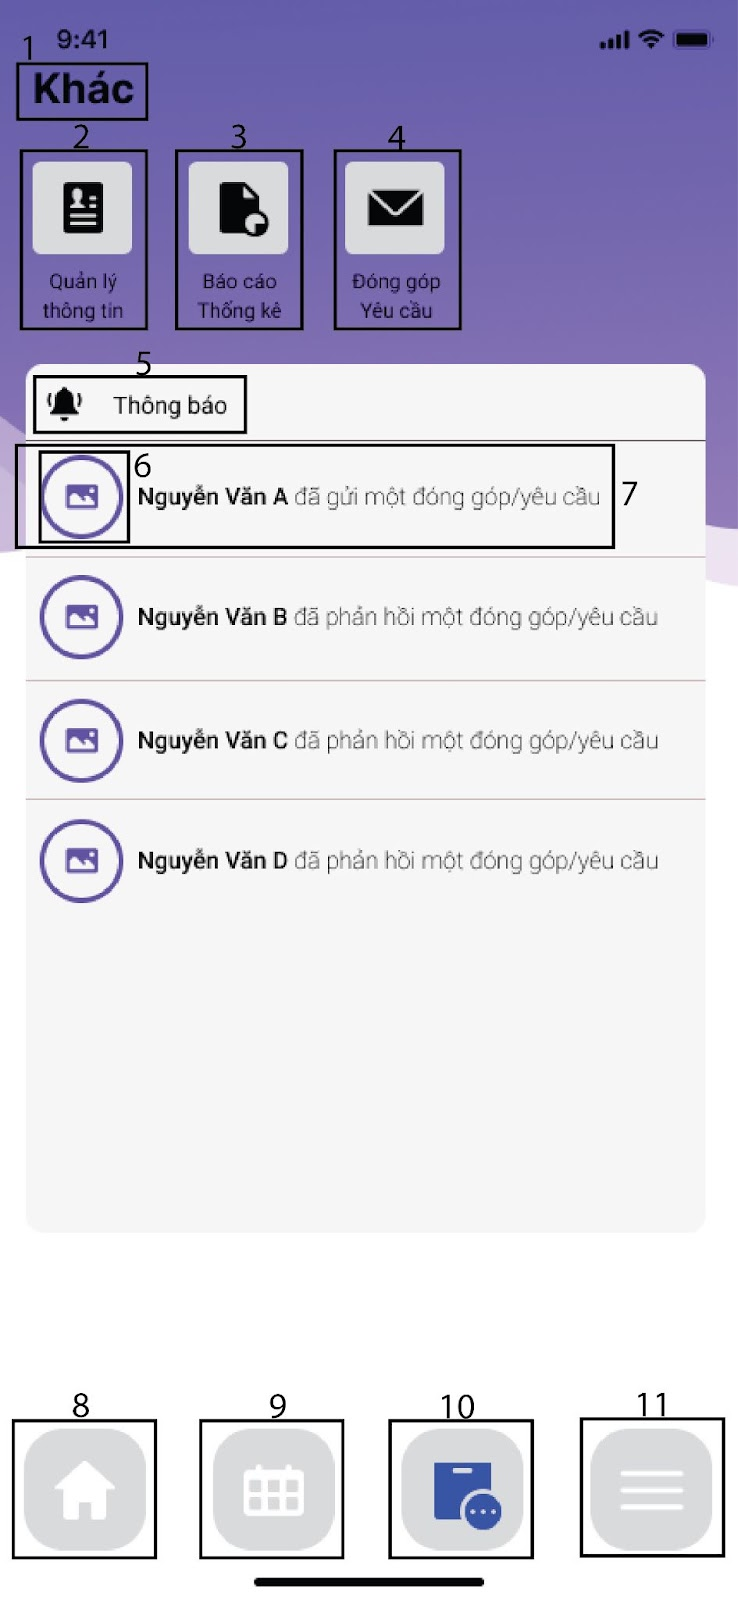 1
9:41
Khác
2
3
4
Quản lý
thông tin
Báo cáo
Thống kê
Đóng góp
Yêu cầu
5
Thông báo
6
Nguyễn Văn A đã gửi một đóng góp/yêu cầu
7
Nguyễn Văn B đã phản hồi một đóng góp/yêu cầu
Nguyễn Văn C đã phản hồi một đóng góp/yêu cầu
Nguyễn Văn D đã phản hồi một đóng góp/yêu cầu
8
9
10
11